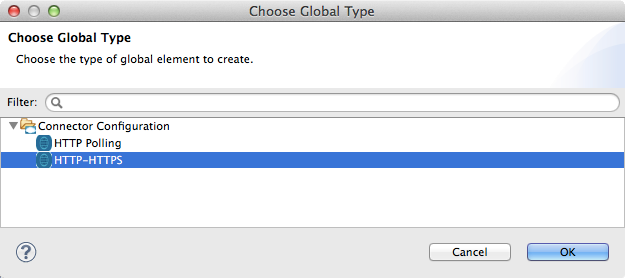 Choose Global Type
Choose Global Type
Choose the type of global element to create.
Filter:
Connector Configuration
HTTP Polling
HTTP-HTTPS
?
Cancel
OK